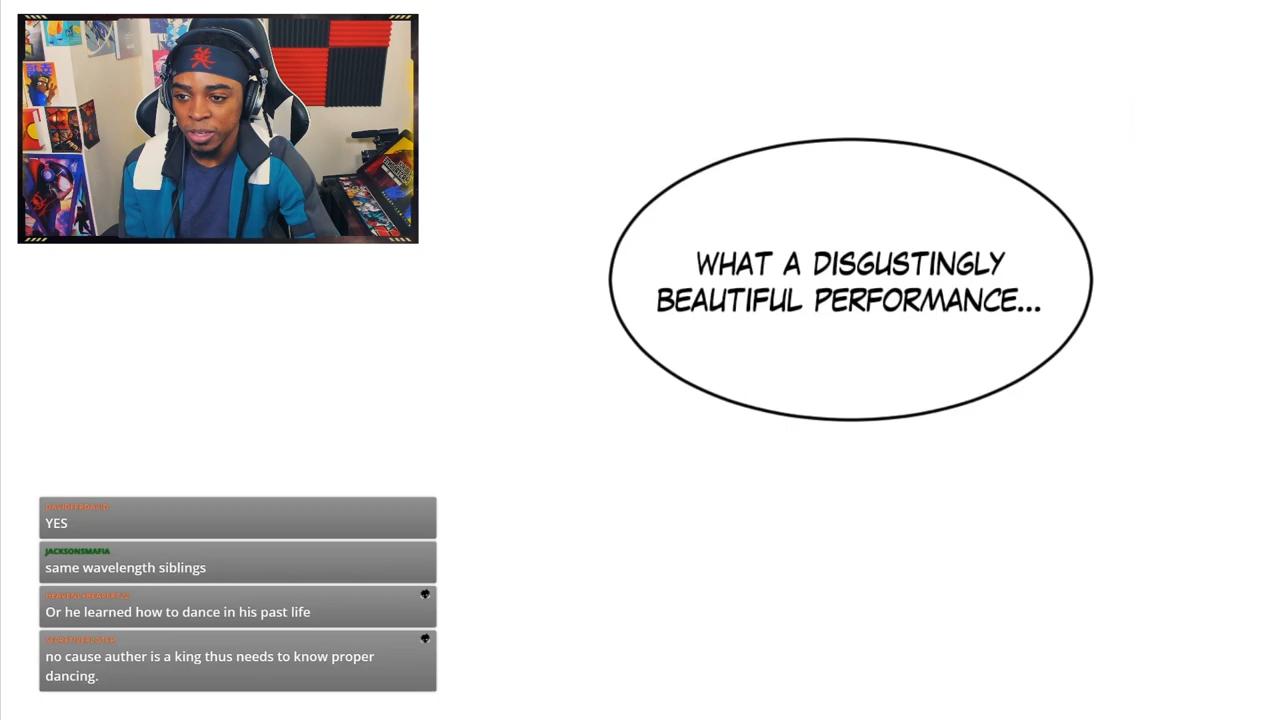 WHAT A DISGUSTINGLY
BEAUTIFUL PERFORMANCE...
YES
JACKSONSMAFIA
same wavelength siblings
Or he learned how to dance in his past life
no cause auther is a king thus needs to know proper
dancing.